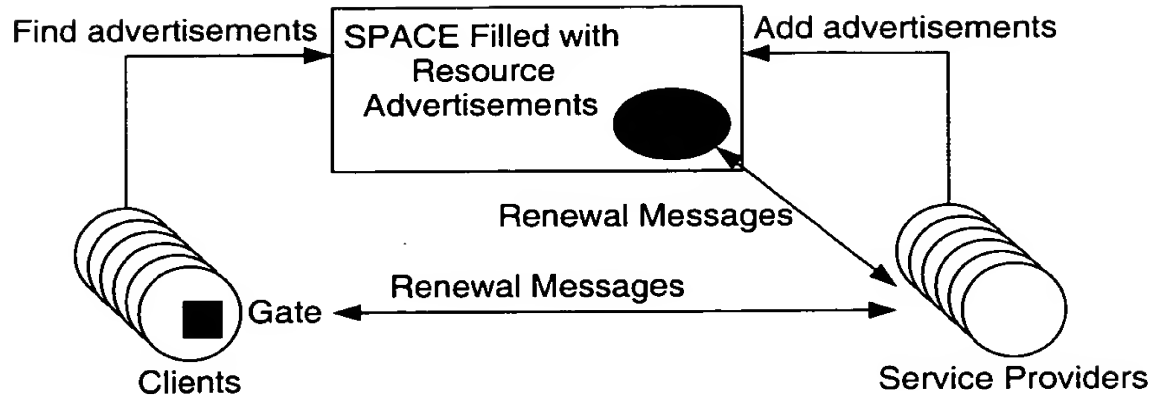 Find advertisements
SPACE Filled with
Resource
Advertisements
Add advertisements
Renewal Messages
Renewal Messages
Gate
Clients
Service Providers